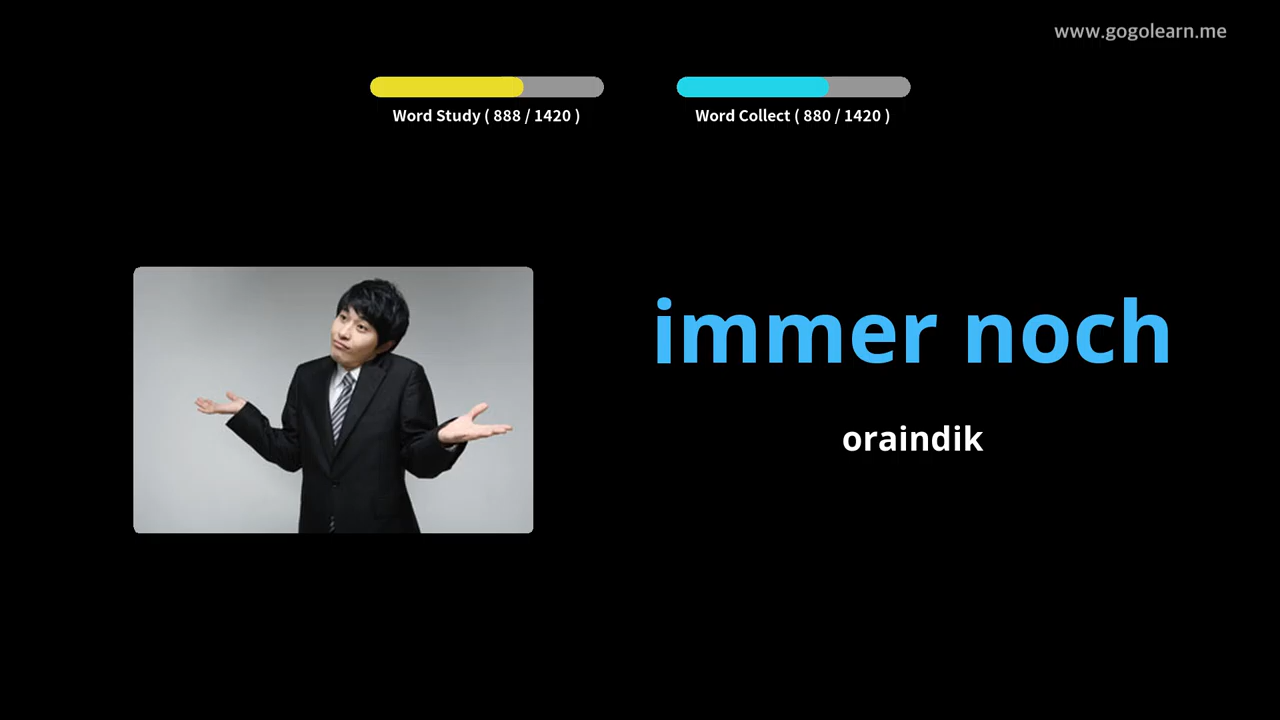 www.gogolearn.me
Word Study ( 888 / 1420 )
Word Collect ( 880 / 1420 )
immer noch
oraindik